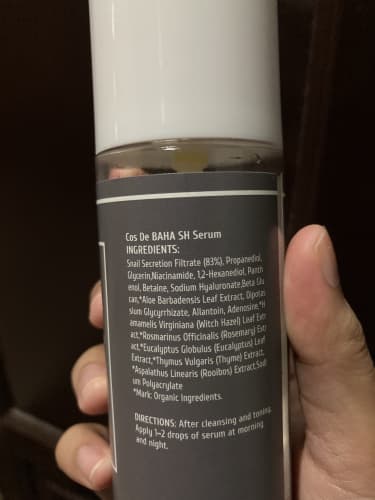 Cos De BAHA SH Serum
INGREDIENTS:
Snail Secretion Filtrate (83%), Propanediol,
Glycerin,Niacinamide, 1,2-Hexanediol, Panth
enol, Betaine, Sodium Hyaluronate,Beta Glu
can,*Aloe Barbadensis Leaf Extract, Dipotas
sium Glycyrrhizate, Allantoin, Adenosine,*H
amamelis Virginiana (Witch Hazel) Leaf Extr
act,*Rosmarinus Officinalis (Rosemary) Extr
act,*Eucalyptus Globulus (Eucalyptus) Leaf
Extract,*Thymus Vulgaris (Thyme) Extract,
*Aspalathus Linearis (Rooibos) Extract,Sodi
um Polyacrylate
*Mark: Organic Ingredients.
DIRECTIONS: After cleansing and toning.
Apply 1-2 drops of serum at morning
and night.